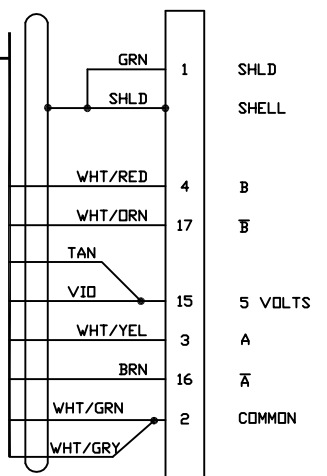 GRN 1 SHLD
SHLD SHELL
WHT/RED 4 B
WHT/ORN 17 B̅
TAN
VIO 15 5 VOLTS
WHT/YEL 3 A
BRN 16 A̅
WHT/GRN 2 COMMON
WHT/GRY